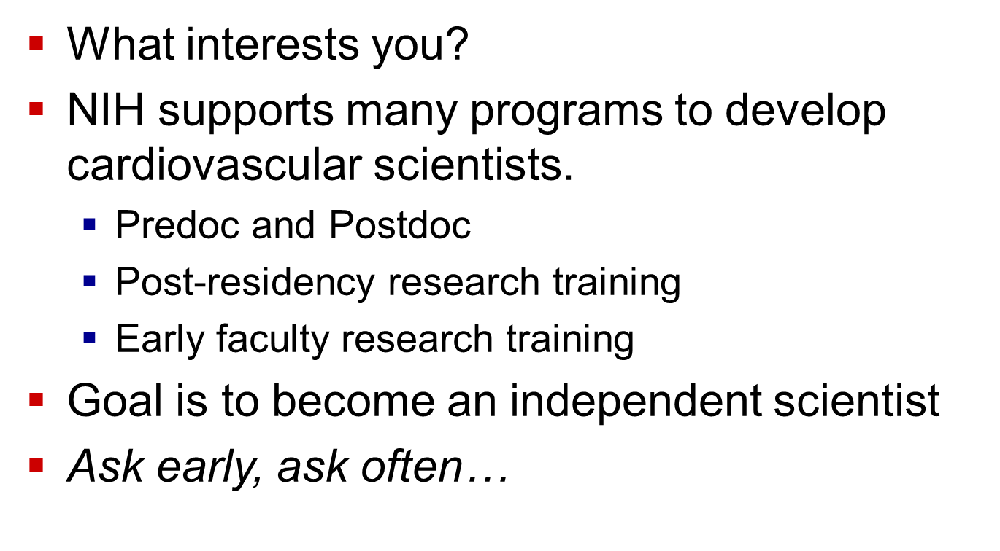 What interests you?
NIH supports many programs to develop
cardiovascular scientists.
Predoc and Postdoc
Post-residency research training
Early faculty research training
Goal is to become an independent scientist
Ask early, ask often…